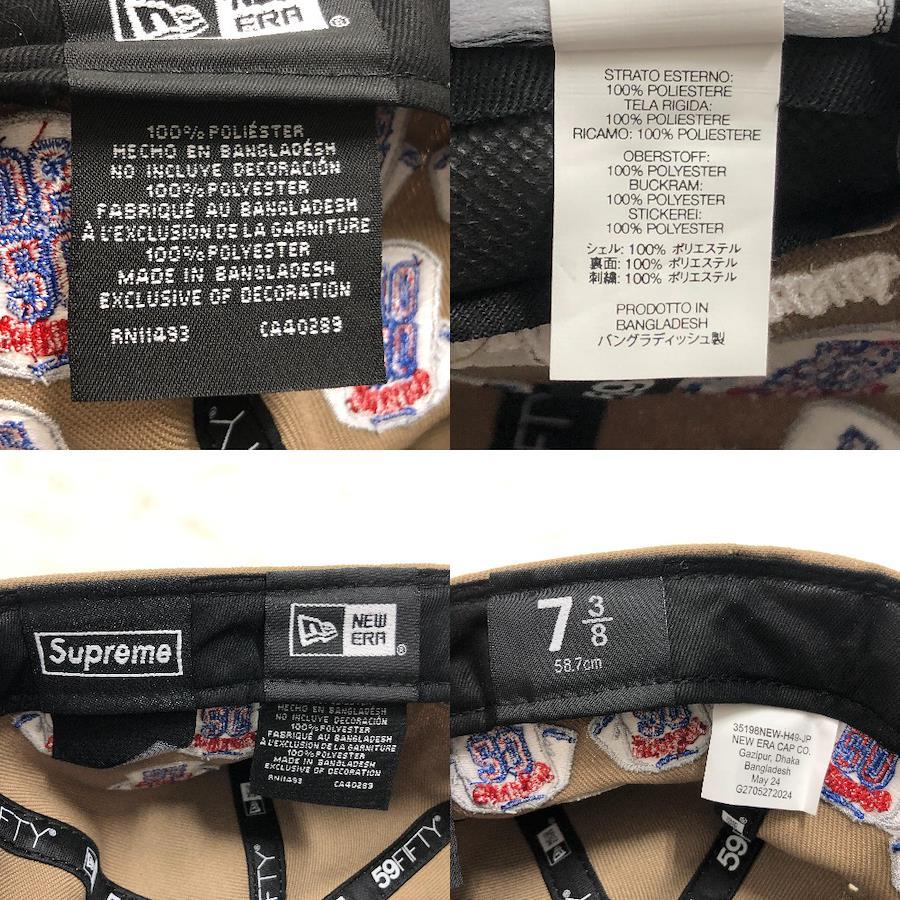 NEW
ERA
®
100% POLIÉSTER
HECHO EN BANGLADÉSH
NO INCLUYE DECORACIÓN
100% POLYESTER
FABRIQUÉ AU BANGLADESH
À L'EXCLUSION DE LA GARNITURE
100% POLYESTER
MADE IN BANGLADESH
EXCLUSIVE OF DECORATION
RN11493 CA40289
STRATO ESTERNO:
100% POLIESTERE
TELA RIGIDA:
100% POLIESTERE
RICAMO: 100% POLIESTERE
OBERSTOFF:
100% POLYESTER
BUCKRAM:
100% POLYESTER
STICKEREI:
100% POLYESTER
シェル: 100% ポリエステル
裏面: 100% ポリエステル
刺繍: 100% ポリエステル
PRODOTTO IN
BANGLADESH
バングラディッシュ製
59FIFTY
Supreme
NEW
ERA
®
HECHO EN BANGLADÉSH
NO INCLUYE DECORACIÓN
100% POLYESTER
FABRIQUÉ AU BANGLADESH
À L'EXCLUSION DE LA GARNITURE
100% POLYESTER
MADE IN BANGLADESH
EXCLUSIVE OF DECORATION
RN11493 CA40289
FIFTY
59FIFTY
7 3/8
58.7cm
35198NEW-H49-JP
NEW ERA CAP CO.
Gazipur, Dhaka
Bangladesh
May 24
G2705272024
59